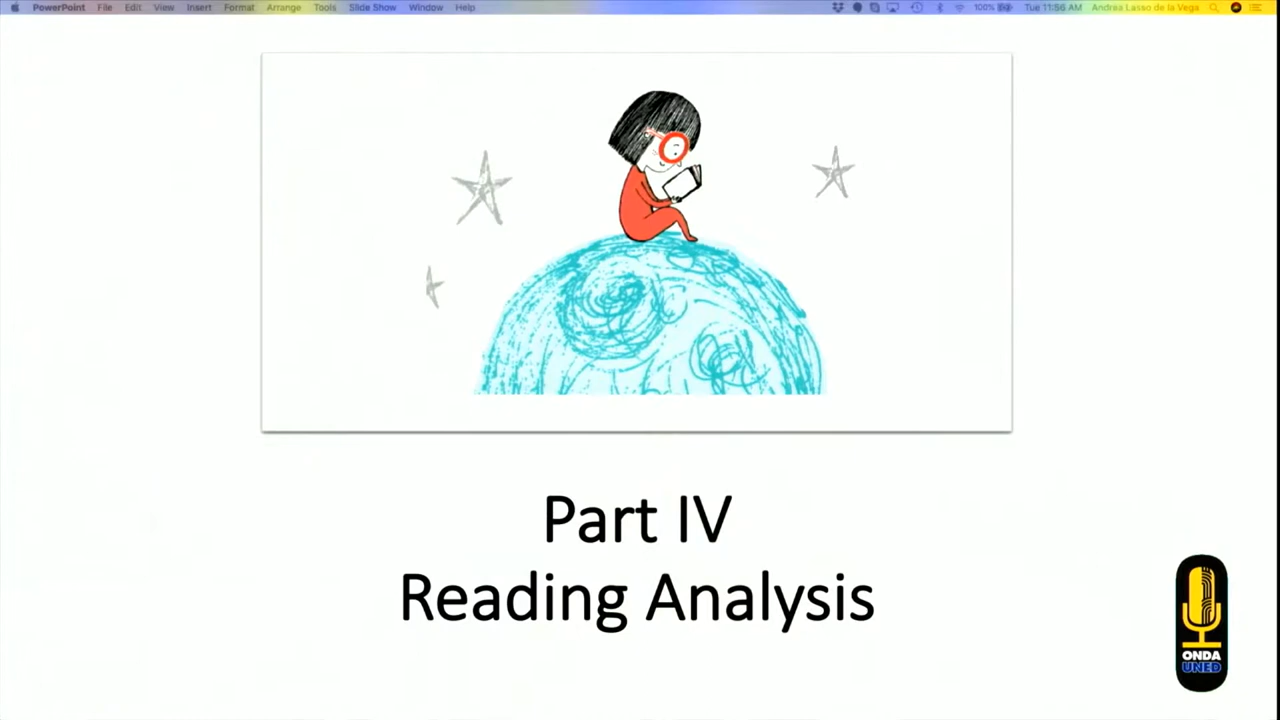 PowerPoint File Edit View Insert Format Arrange Tools Slide Show Window Help 100% Tue 11:56 AM Andrea Lasso de la Vega
Part IV
Reading Analysis
ONDA
UNED